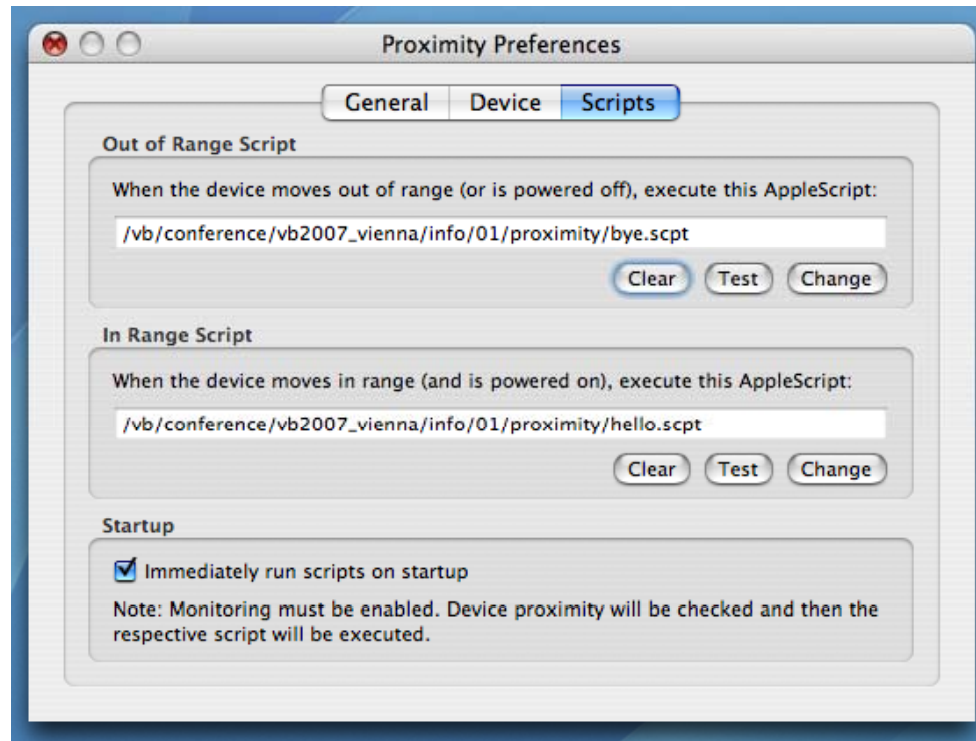 Proximity Preferences
General Device Scripts
Out of Range Script
When the device moves out of range (or is powered off), execute this AppleScript:
/vb/conference/vb2007_vienna/info/01/proximity/bye.scpt
Clear Test Change
In Range Script
When the device moves in range (and is powered on), execute this AppleScript:
/vb/conference/vb2007_vienna/info/01/proximity/hello.scpt
Clear Test Change
Startup
Immediately run scripts on startup
Note: Monitoring must be enabled. Device proximity will be checked and then the
respective script will be executed.